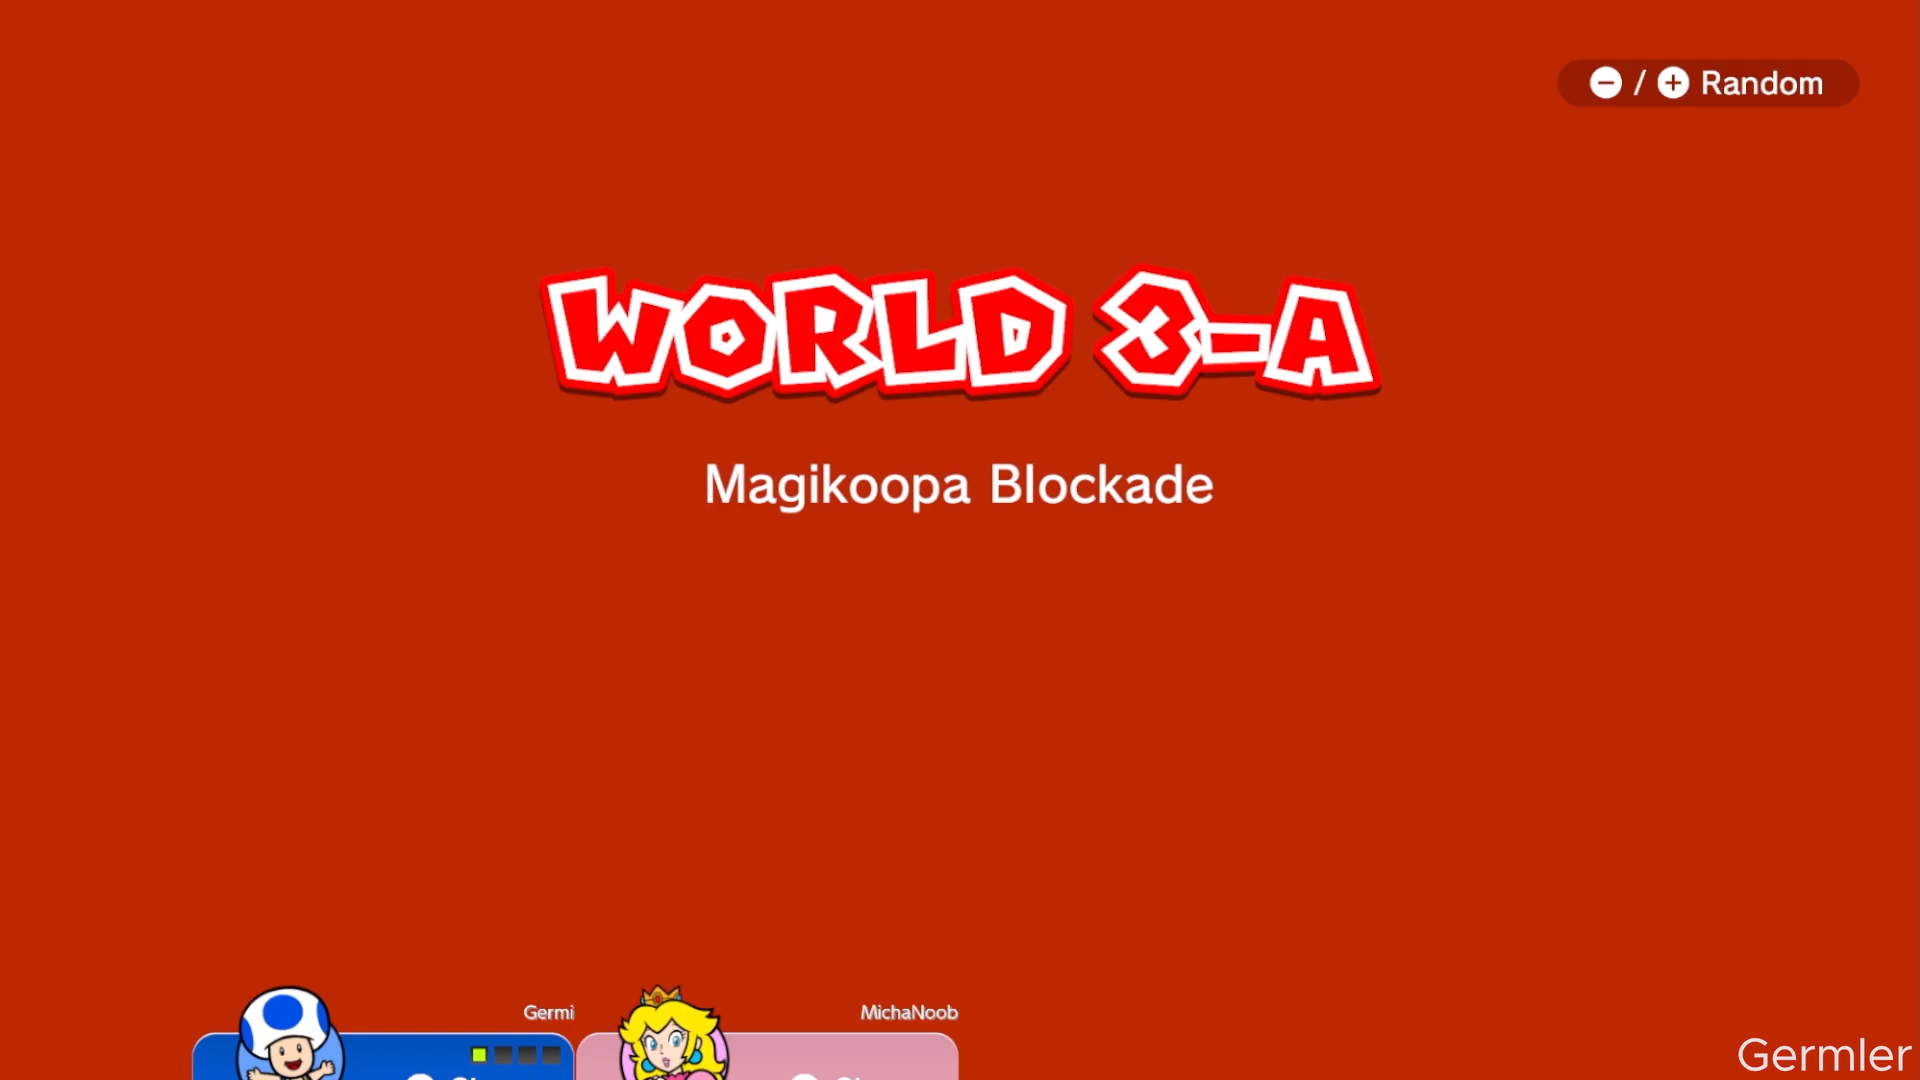 / Random
WORLD 3-A
Magikoopa Blockade
Germi
MichaNoob
Germler